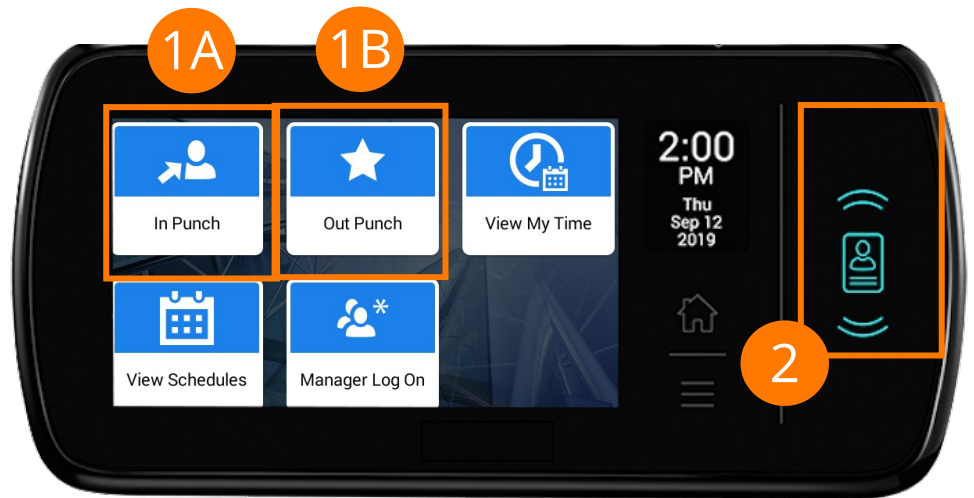 1A
1B
In Punch
Out Punch
View My Time
2:00
PM
Thu
Sep 12
2019
View Schedules
Manager Log On
2